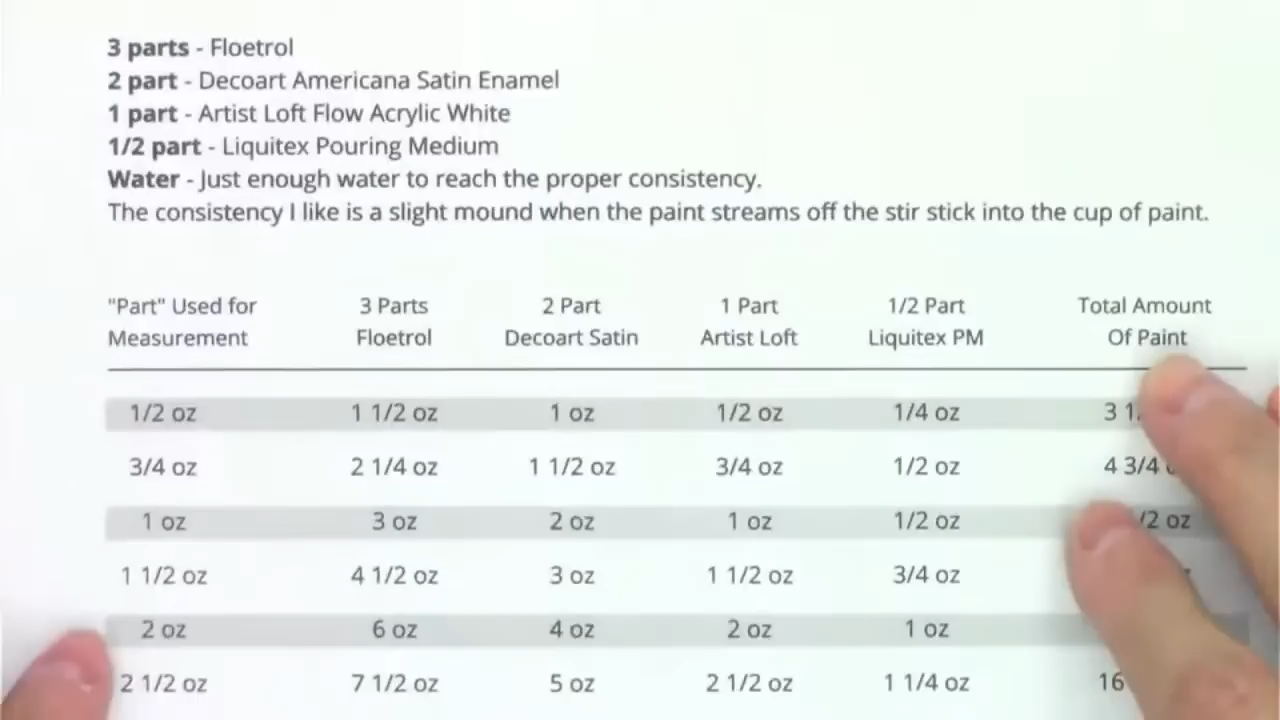 3 parts - Floetrol
2 part - Decoart Americana Satin Enamel
1 part - Artist Loft Flow Acrylic White
1/2 part - Liquitex Pouring Medium
Water - Just enough water to reach the proper consistency.
The consistency I like is a slight mound when the paint streams off the stir stick into the cup of paint.
"Part" Used for Measurement 3 Parts Floetrol 2 Part Decoart Satin 1 Part Artist Loft 1/2 Part Liquitex PM Total Amount Of Paint
1/2 oz 1 1/2 oz 1 oz 1/2 oz 1/4 oz 3
3/4 oz 2 1/4 oz 1 1/2 oz 3/4 oz 1/2 oz 4 3/4
1 oz 3 oz 2 oz 1 oz 1/2 oz /2 oz
1 1/2 oz 4 1/2 oz 3 oz 1 1/2 oz 3/4 oz
2 oz 6 oz 4 oz 2 oz 1 oz
2 1/2 oz 7 1/2 oz 5 oz 2 1/2 oz 1 1/4 oz 16